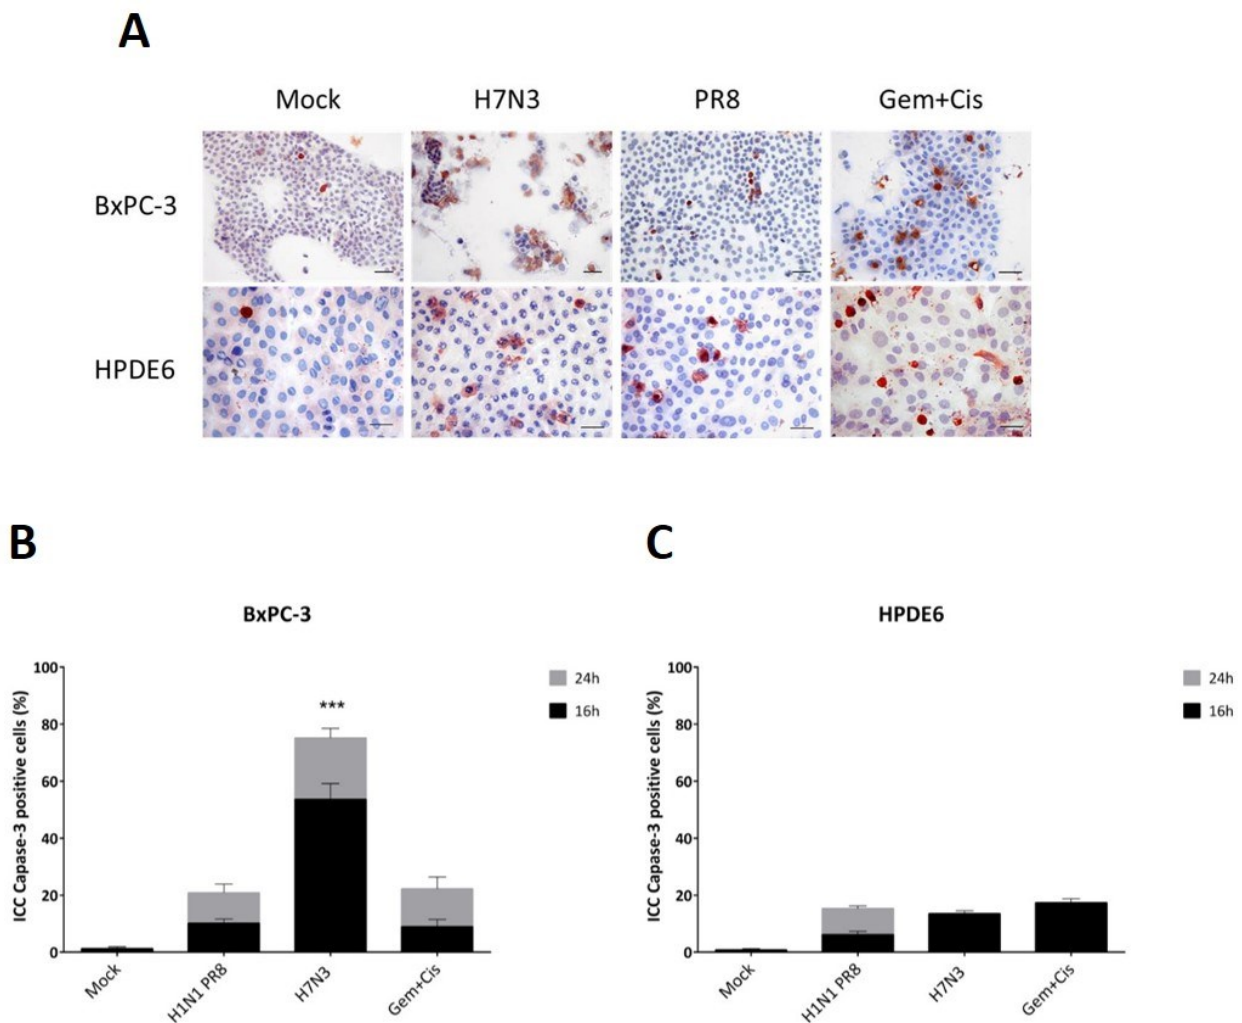 A
Mock H7N3 PR8 Gem+Cis
BxPC-3
HPDE6
B
BxPC-3
ICC Capase-3 positive cells (%)
100
80
60
40
20
0
Mock
H1N1 PR8
H7N3
Gem+Cis
***
24h
16h
C
HPDE6
ICC Capase-3 positive cells (%)
100
80
60
40
20
0
Mock
H1N1 PR8
H7N3
Gem+Cis
24h
16h